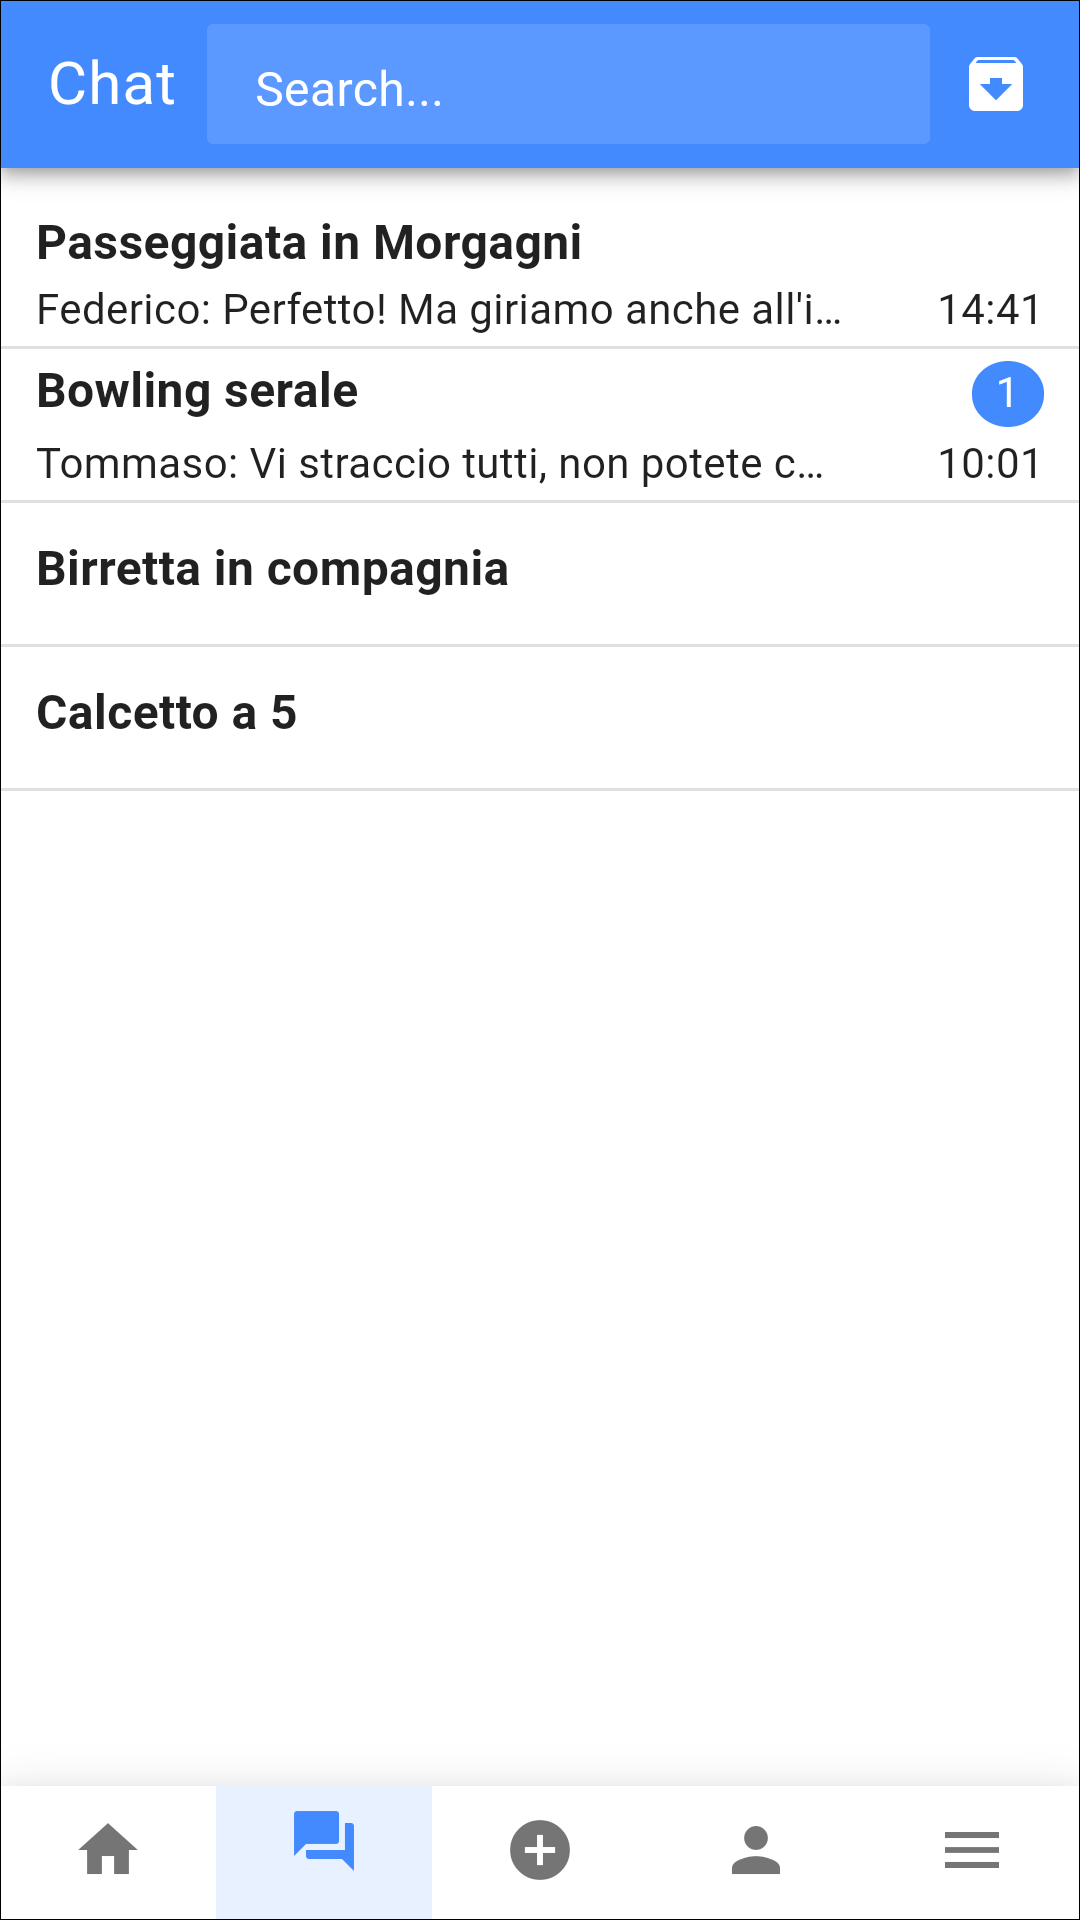 Chat
Search...
Passeggiata in Morgagni
Federico: Perfetto! Ma giriamo anche all'i...
14:41
Bowling serale
1
Tommaso: Vi straccio tutti, non potete c...
10:01
Birretta in compagnia
Calcetto a 5